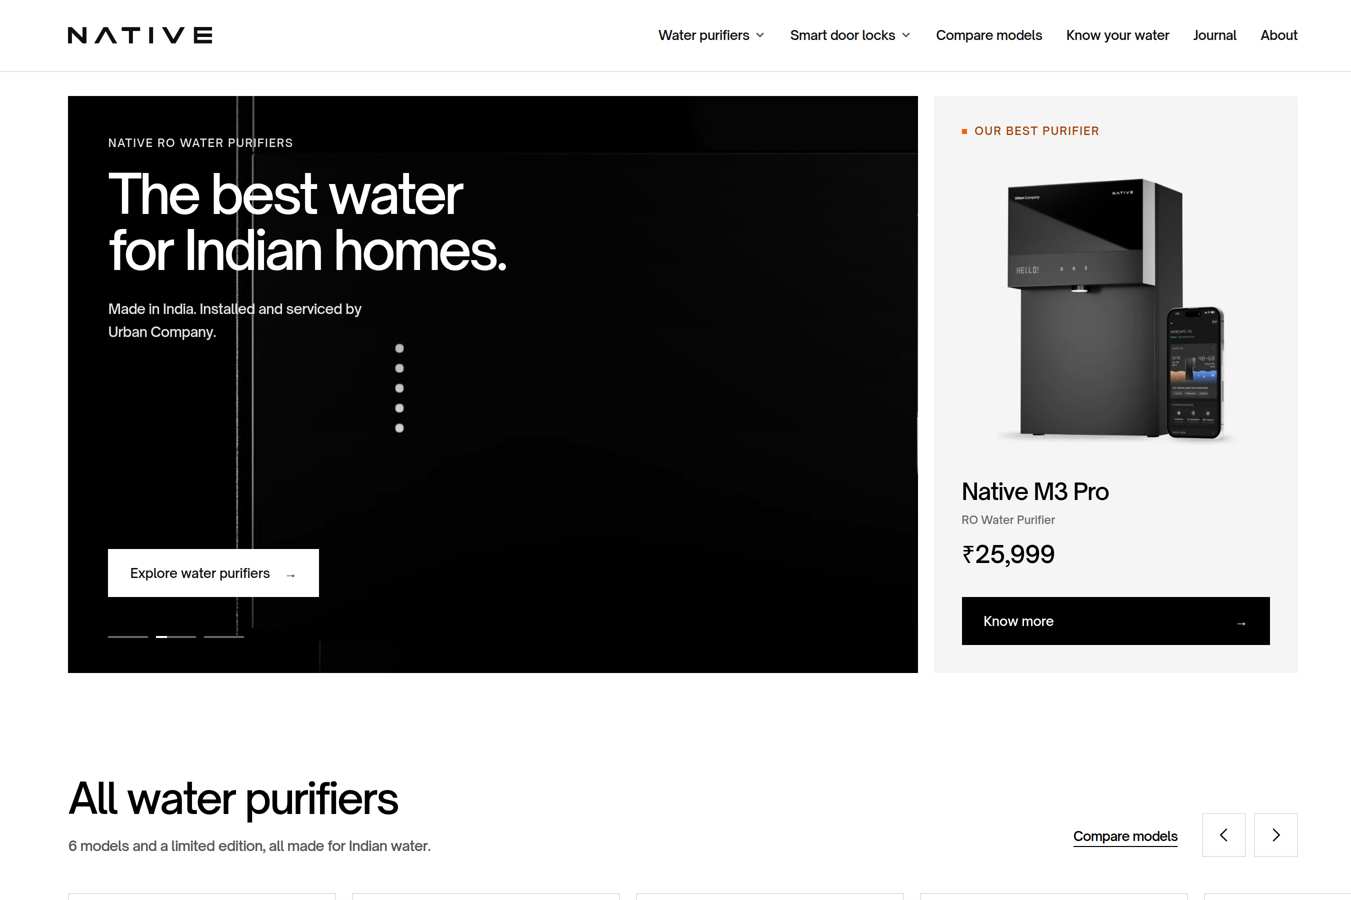 NATIVE
Water purifiers
Smart door locks
Compare models
Know your water
Journal
About
NATIVE RO WATER PURIFIERS
The best water
for Indian homes.
Made in India. Installed and serviced by
Urban Company.
Explore water purifiers →
OUR BEST PURIFIER
Urban Company
NATIVE
HELLO!
Native M3 Pro
RO Water Purifier
₹25,999
Know more →
All water purifiers
6 models and a limited edition, all made for Indian water.
Compare models